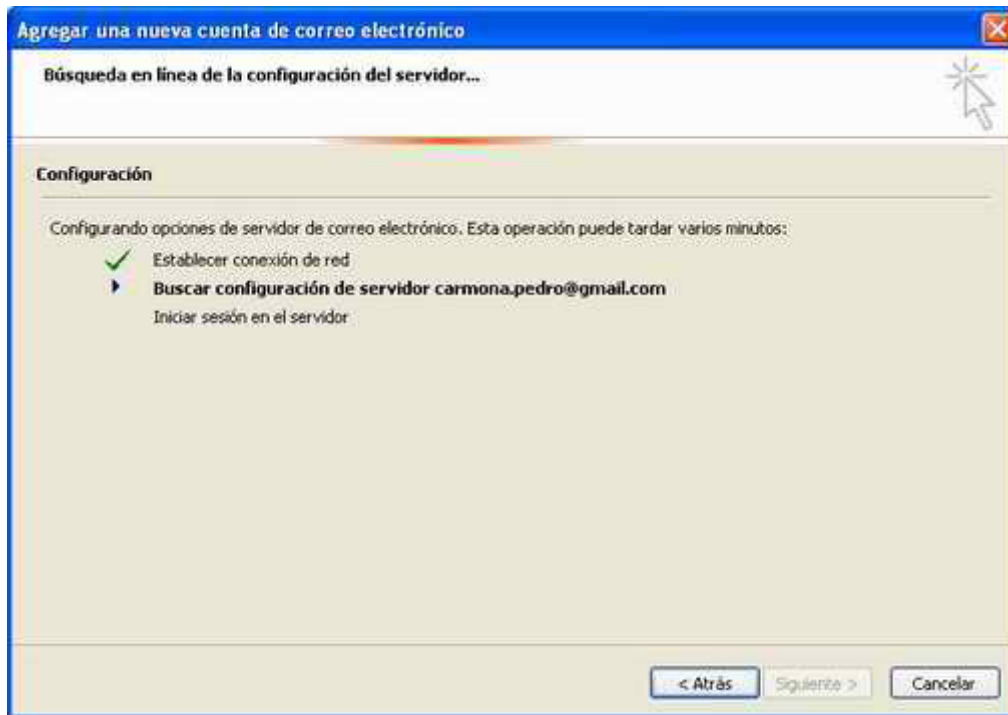 Agregar una nueva cuenta de correo electrónico
Búsqueda en línea de la configuración del servidor...
Configuración
Configurando opciones de servidor de correo electrónico. Esta operación puede tardar varios minutos:
Establecer conexión de red
Buscar configuración de servidor carmona.pedro@gmail.com
Iniciar sesión en el servidor
< Atrás Siguiente > Cancelar